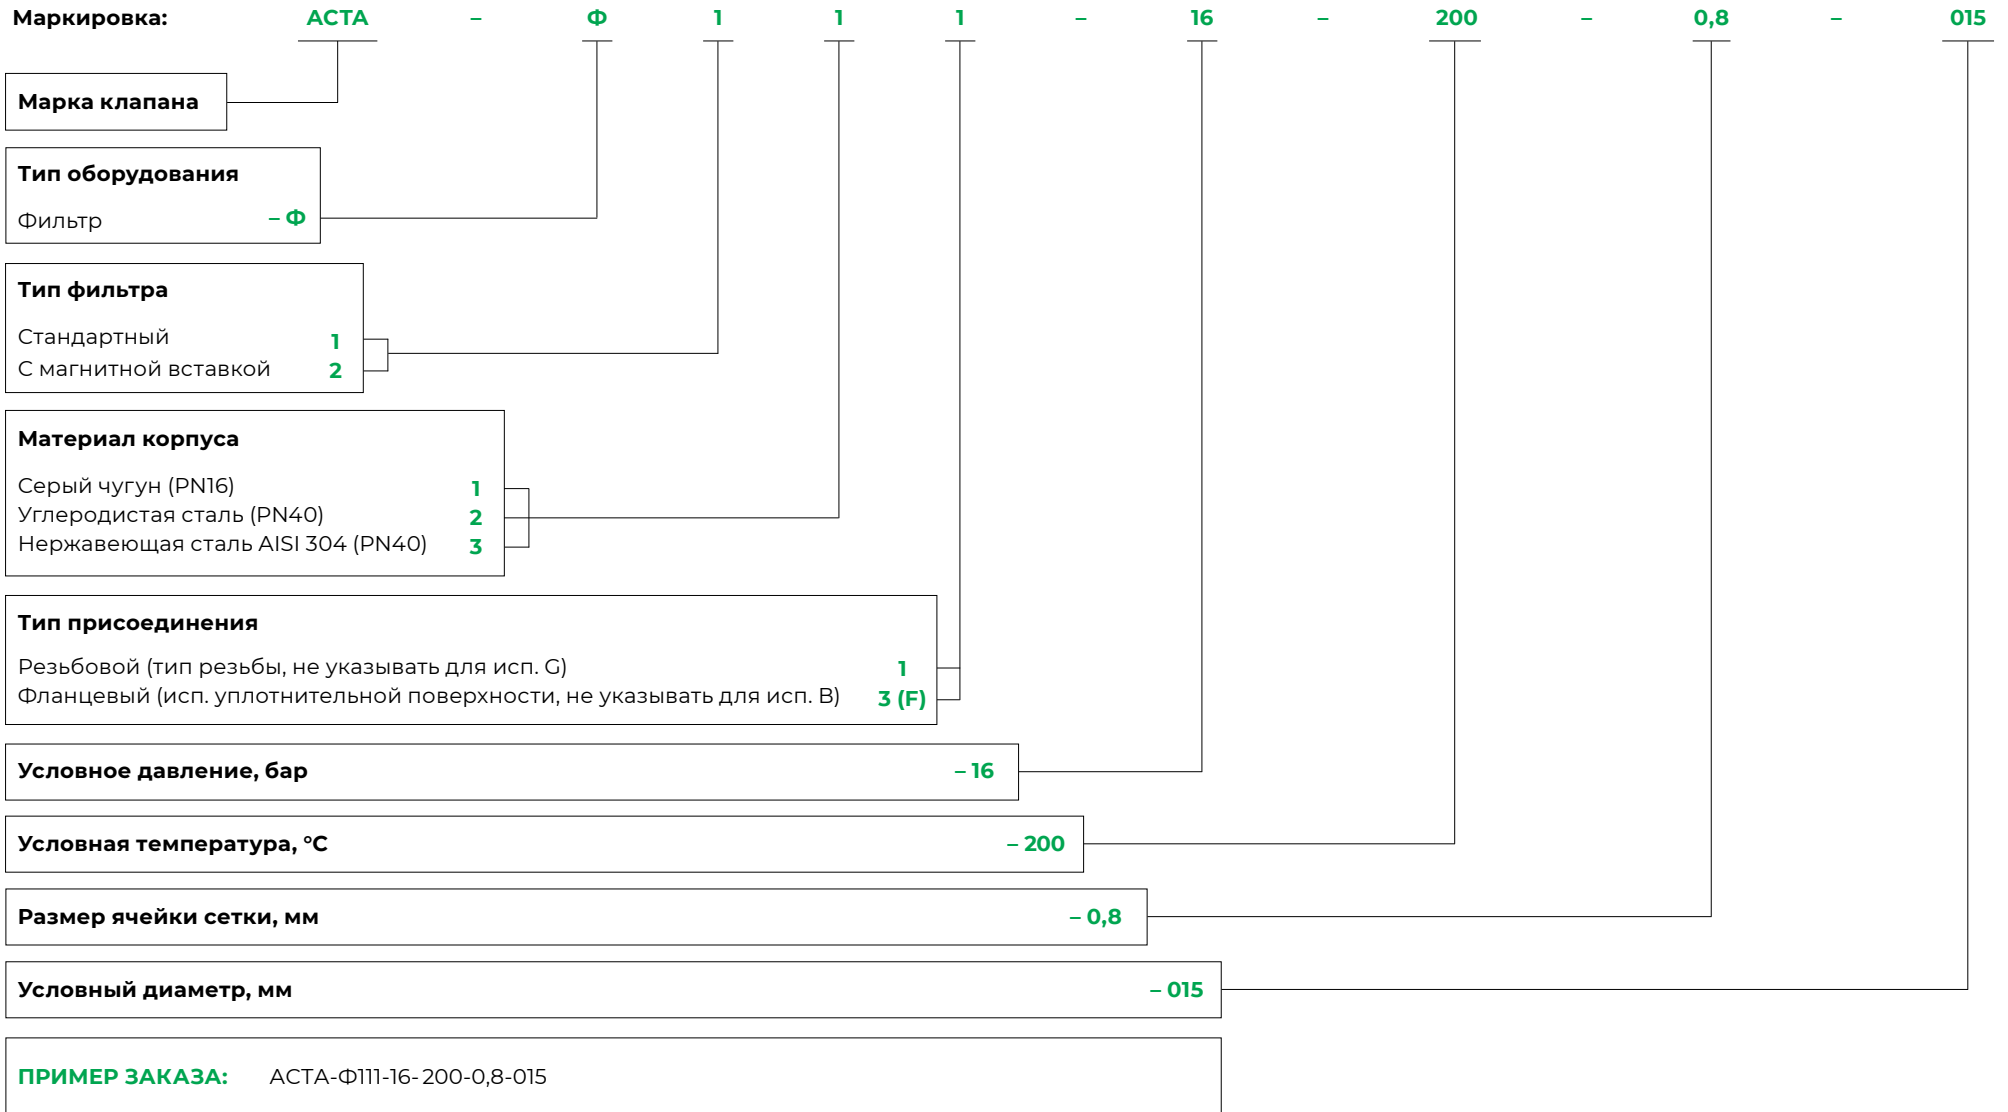 Маркировка: АСТА – Ф 1 1 1 – 16 – 200 – 0,8 – 015
Марка клапана
Тип оборудования
Фильтр – Ф
Тип фильтра
Стандартный 1
С магнитной вставкой 2
Материал корпуса
Серый чугун (PN16) 1
Углеродистая сталь (PN40) 2
Нержавеющая сталь AISI 304 (PN40) 3
Тип присоединения
Резьбовой (тип резьбы, не указывать для исп. G) 1
Фланцевый (исп. уплотнительной поверхности, не указывать для исп. B) 3 (F)
Условное давление, бар – 16
Условная температура, °С – 200
Размер ячейки сетки, мм – 0,8
Условный диаметр, мм – 015
ПРИМЕР ЗАКАЗА: АСТА-Ф111-16-200-0,8-015